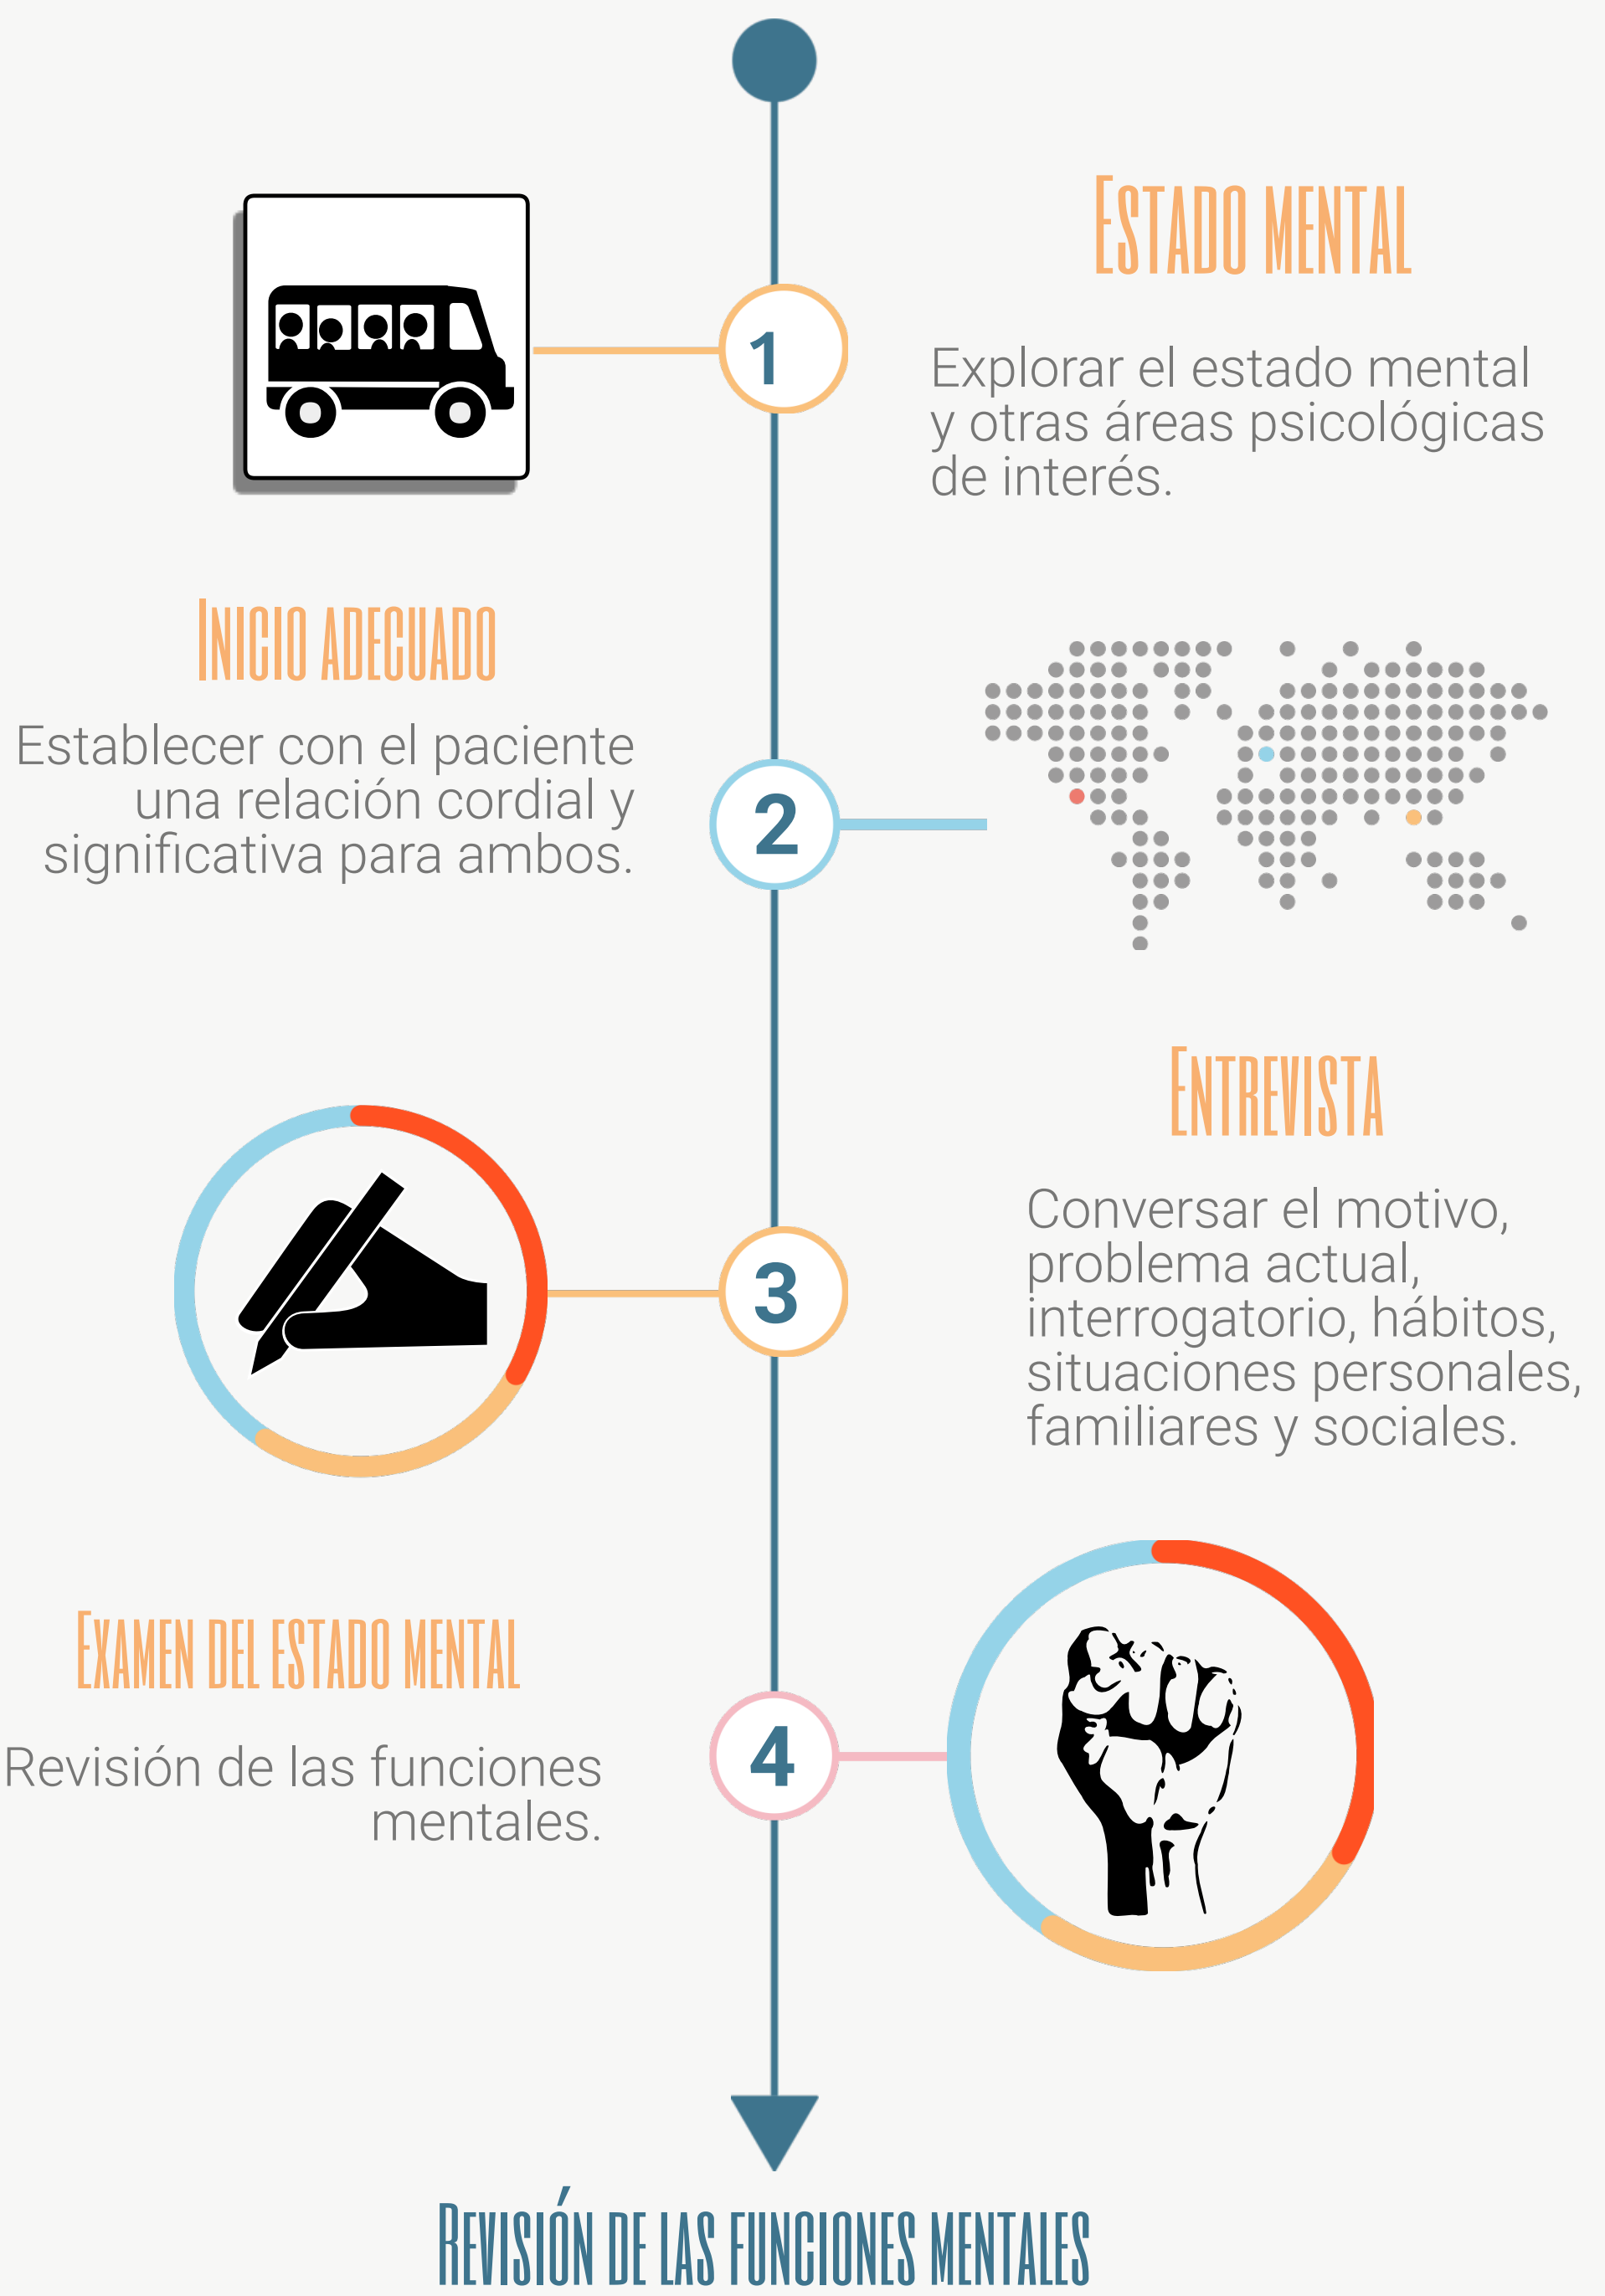 1
Estado mental
Explorar el estado mental
y otras áreas psicológicas
de interés.
Inicio adecuado
Establecer con el paciente
una relación cordial y
significativa para ambos.
2
3
Entrevista
Conversar el motivo,
problema actual,
interrogatorio, hábitos,
situaciones personales,
familiares y sociales.
Examen del estado mental
Revisión de las funciones
mentales.
4
Revisión de las funciones mentales